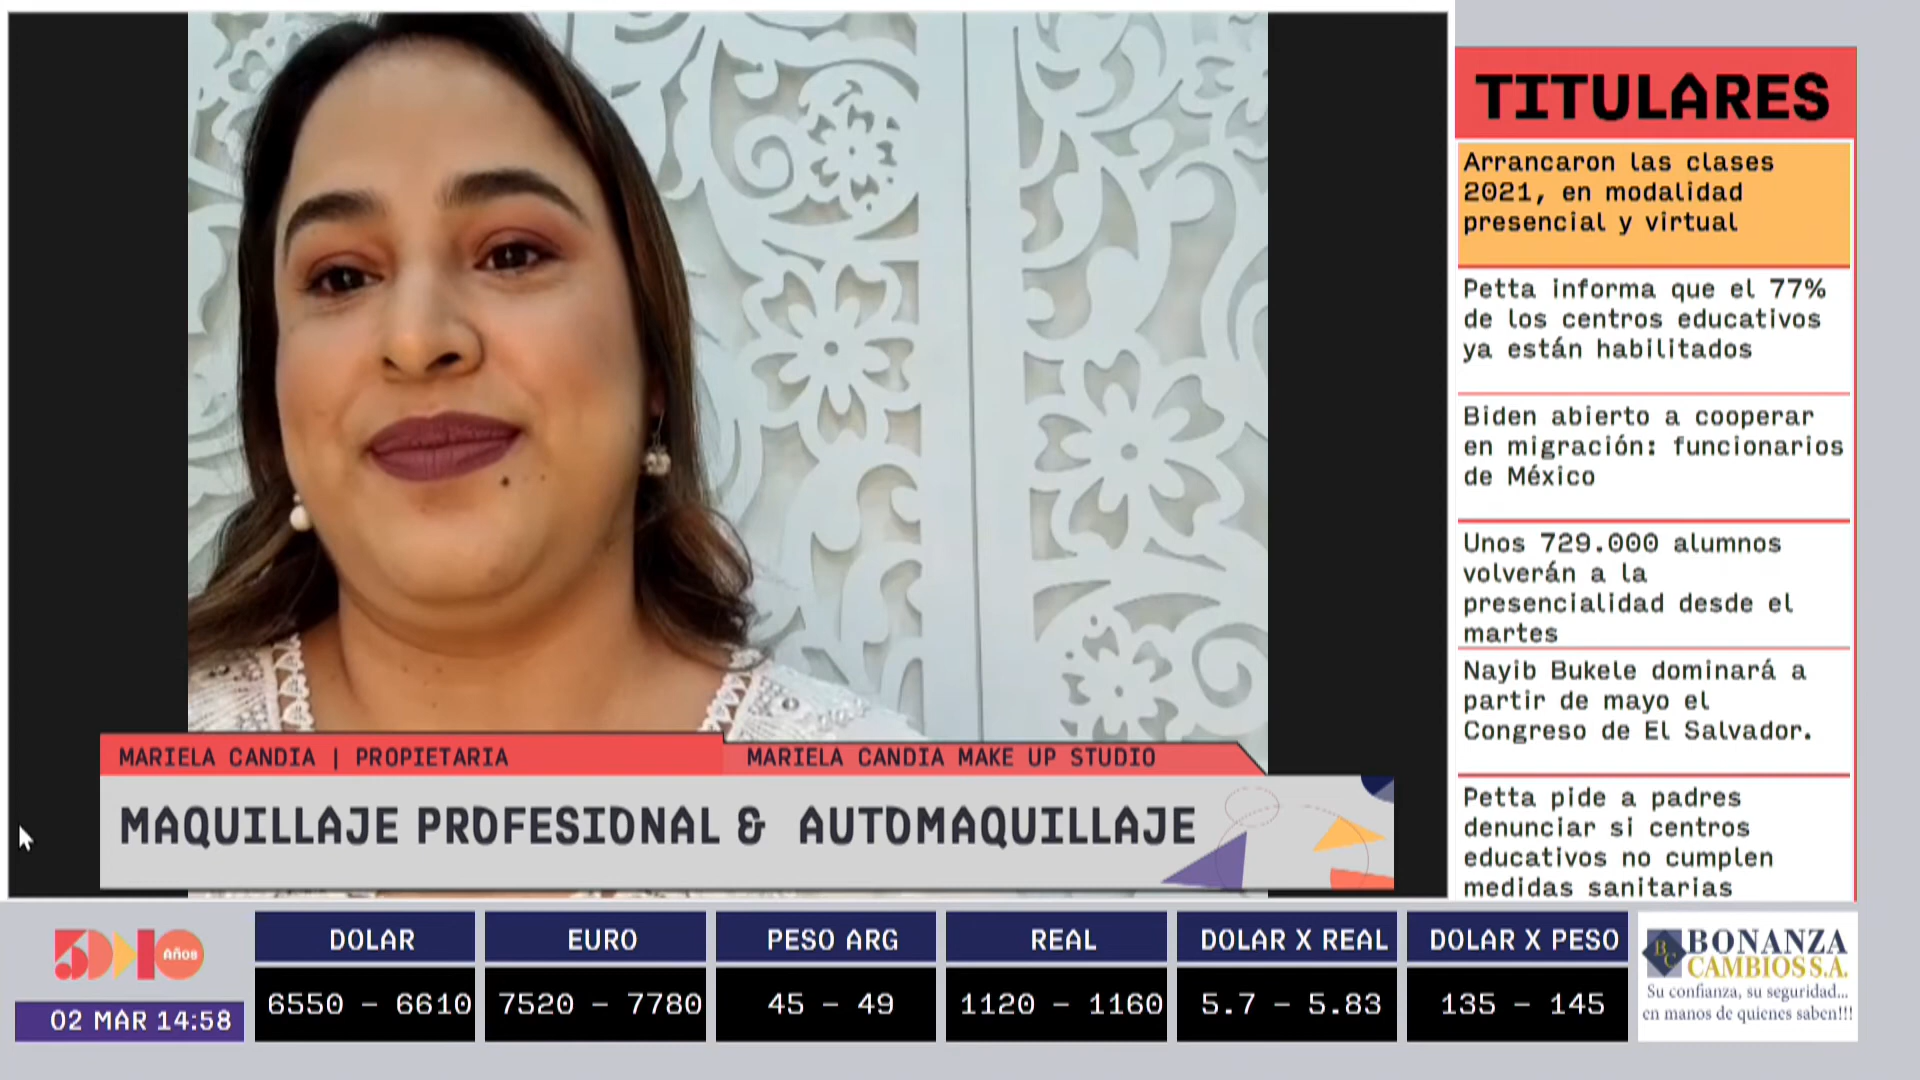 TITULARES
Arrancaron las clases
2021, en modalidad
presencial y virtual
Petta informa que el 77%
de los centros educativos
ya están habilitados
Biden abierto a cooperar
en migración: funcionarios
de México
Unos 729.000 alumnos
volverán a la
presencialidad desde el
martes
Nayib Bukele dominará a
partir de mayo el
Congreso de El Salvador.
Petta pide a padres
denunciar si centros
educativos no cumplen
medidas sanitarias
MARIELA CANDIA | PROPIETARIA
MARIELA CANDIA MAKE UP STUDIO
MAQUILLAJE PROFESIONAL & AUTOMAQUILLAJE
Años
02 MAR 14:58
DOLAR
6550 - 6610
EURO
7520 - 7780
PESO ARG
45 - 49
REAL
1120 - 1160
DOLAR X REAL
5.7 - 5.83
DOLAR X PESO
135 - 145
BC
BONANZA
CAMBIOS S.A.
Su confianza, su seguridad...
en manos de quienes saben!!!